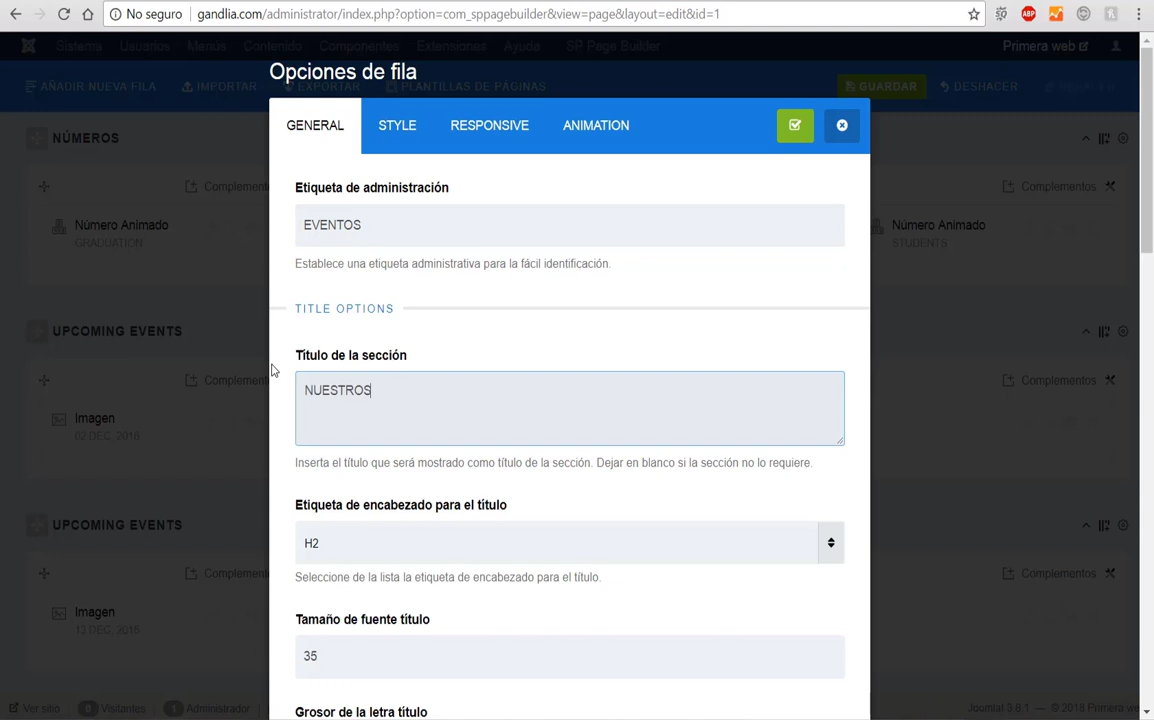 No seguro gandlia.com/administrator/index.php?option=com_sppagebuilder&view=page&layout=edit&id=1
ABP
Sistema Usuarios Menús Contenido Componentes Extensiones Ayuda SP Page Builder Primera web
Opciones de fila
AÑADIR NUEVA FILA IMPORTAR EXPORTAR PLANTILLAS DE PÁGINAS GUARDAR DESHACER
GENERAL STYLE RESPONSIVE ANIMATION
NÚMEROS
Etiqueta de administración
Complementos
EVENTOS
Número Animado
GRADUATION
Número Animado
STUDENTS
Establece una etiqueta administrativa para la fácil identificación.
TITLE OPTIONS
UPCOMING EVENTS
Título de la sección
Complementos
NUESTROS
Imagen
02 DEC, 2018
Inserta el título que será mostrado como título de la sección. Dejar en blanco si la sección no lo requiere.
Etiqueta de encabezado para el título
UPCOMING EVENTS
H2
Complementos
Seleccione de la lista la etiqueta de encabezado para el título.
Imagen
13 DEC, 2018
Tamaño de fuente título
35
Grosor de la letra título
Ver sitio 0 Visitantes 1 Administrador
Joomla! 3.8.1 — © 2018 Primera we